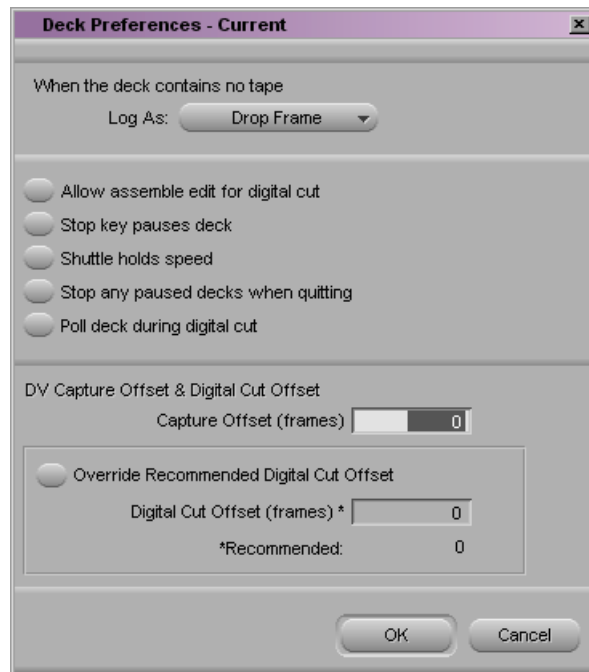 Deck Preferences - Current
When the deck contains no tape
Log As: Drop Frame
Allow assemble edit for digital cut
Stop key pauses deck
Shuttle holds speed
Stop any paused decks when quitting
Poll deck during digital cut
DV Capture Offset & Digital Cut Offset
Capture Offset (frames) 0
Override Recommended Digital Cut Offset
Digital Cut Offset (frames) * 0
*Recommended: 0
OK Cancel